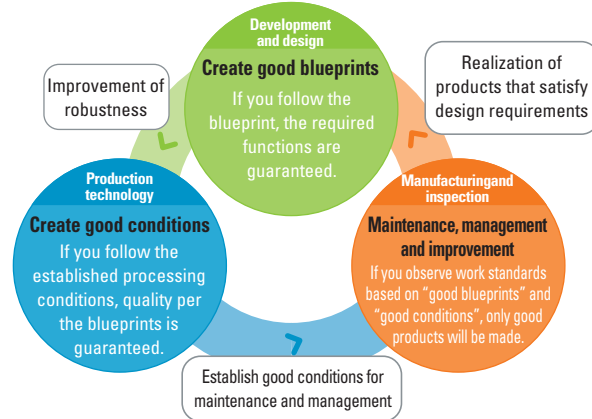 Development
and design
Create good blueprints
If you follow the
blueprint, the required
functions are
guaranteed.
Improvement of
robustness
Realization of
products that satisfy
design requirements
Production
technology
Create good conditions
If you follow the
established processing
conditions, quality per
the blueprints is
guaranteed.
Manufacturingand
inspection
Maintenance, management
and improvement
If you observe work standards
based on “good blueprints” and
“good conditions”, only good
products will be made.
Establish good conditions for
maintenance and management